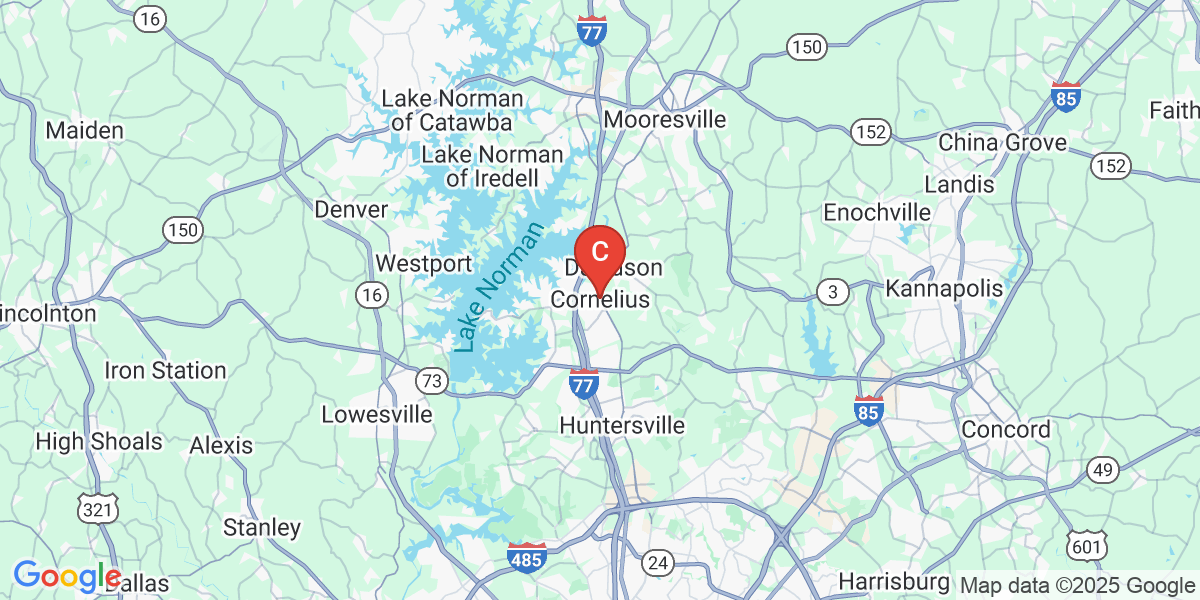 16
77
150
85
Lake Norman
of Catawba
Mooresville
Faith
Maiden
152
China Grove
Lake Norman
of Iredell
152
Landis
Denver
Enochville
150
Lake Norman
C
Westport
Davidson
16
Cornelius
3
Kannapolis
incolnton
Iron Station
73
77
85
Lowesville
Huntersville
Concord
High Shoals
Alexis
49
321
Stanley
485
24
601
Google
Dallas
Harrisburg
Map data ©2025 Google